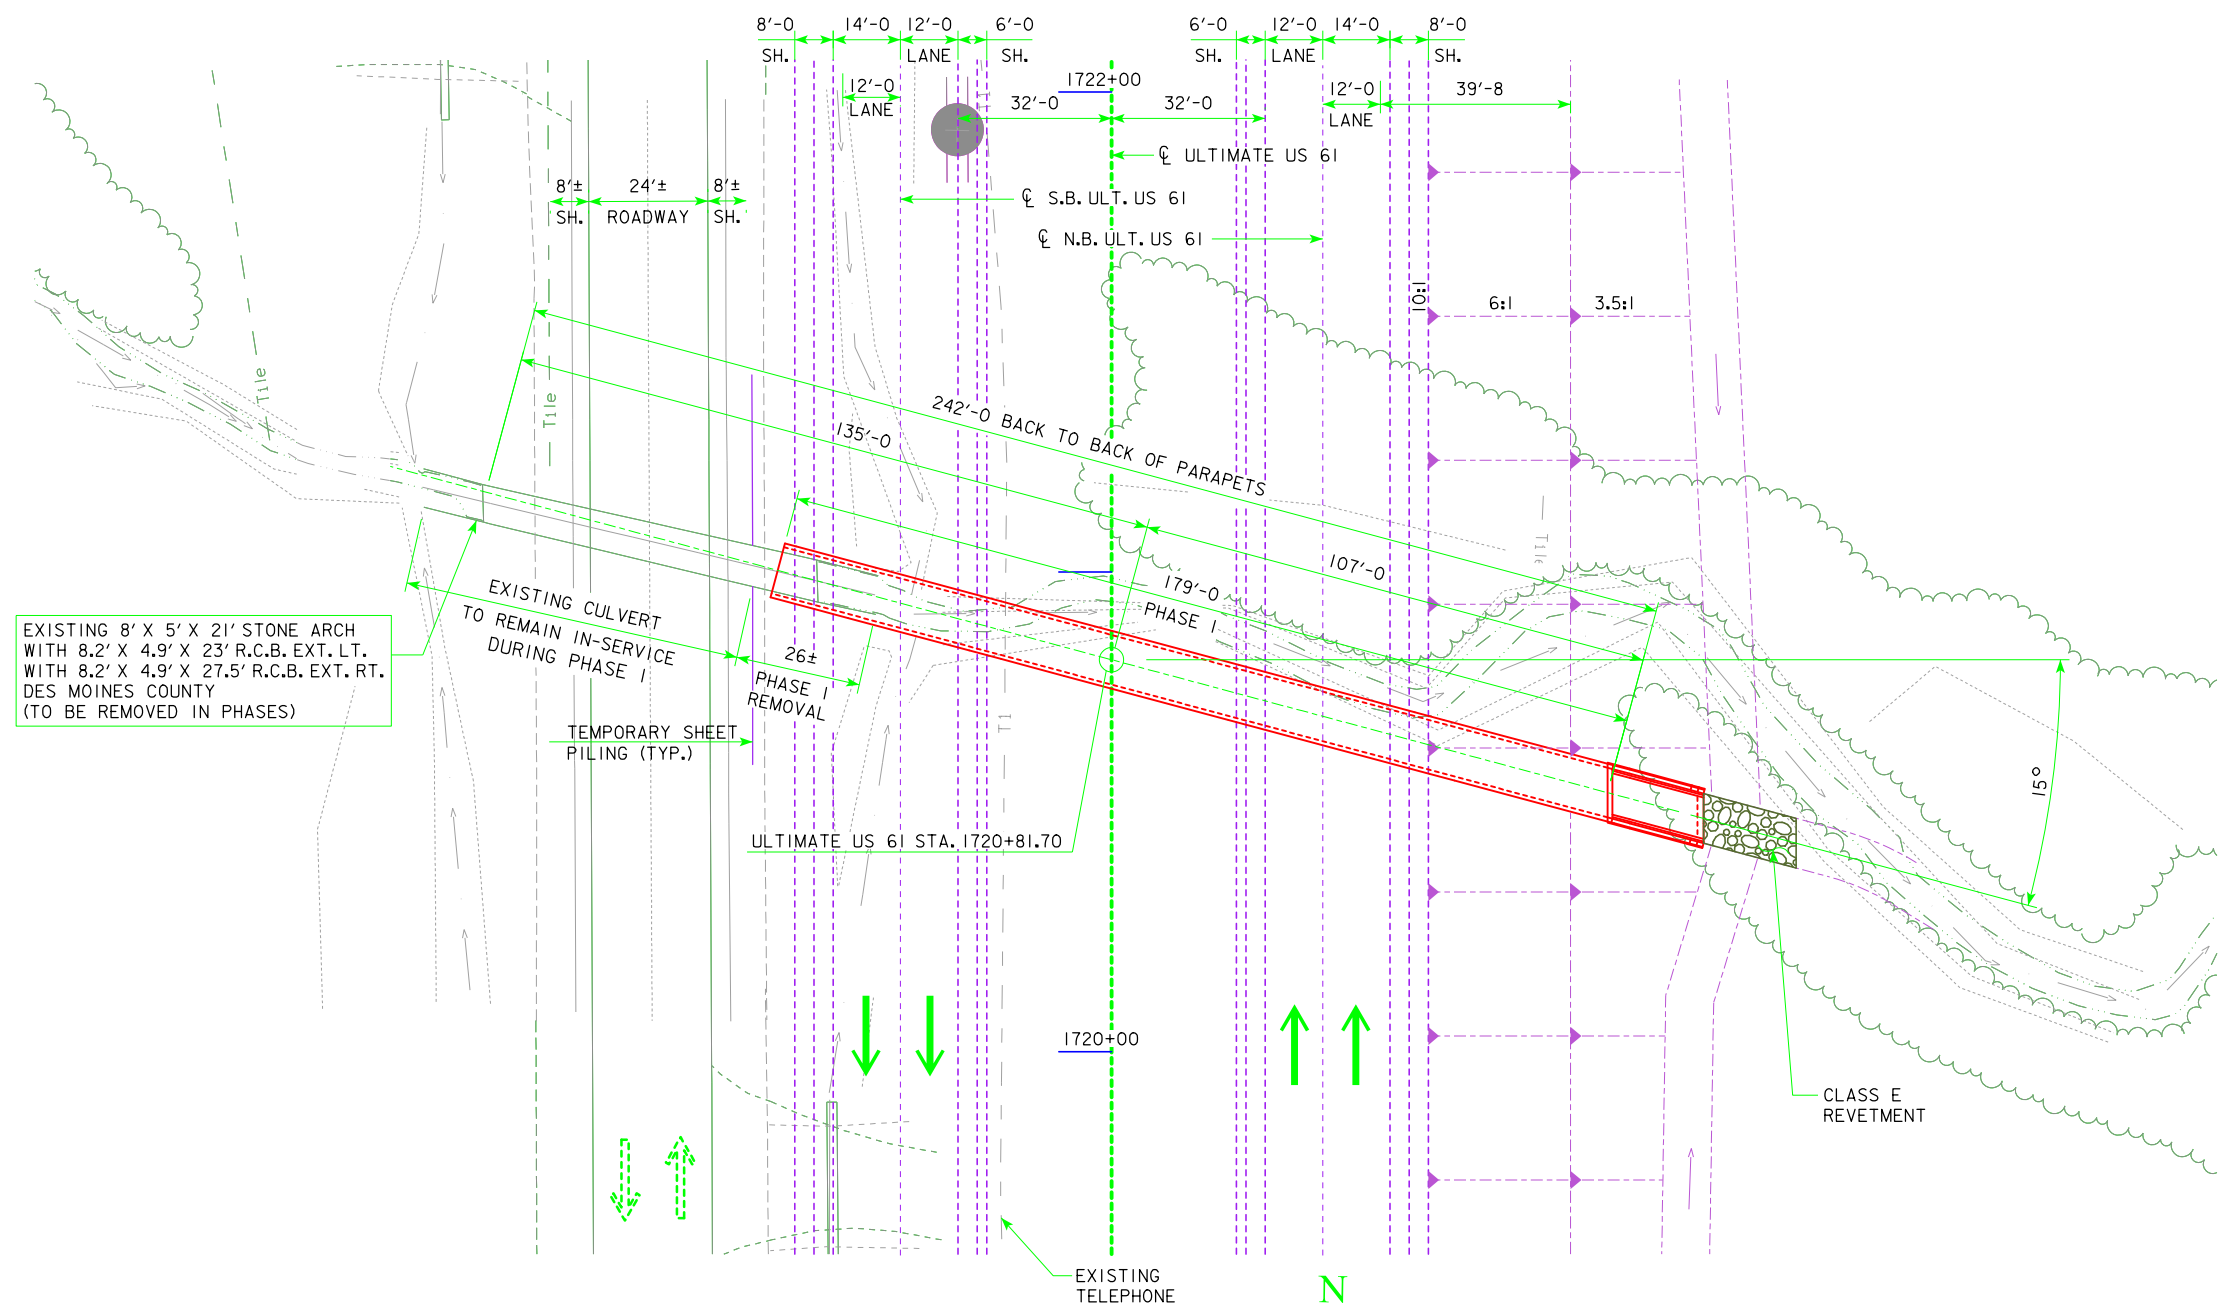 8'-0 14'-0 12'-0 6'-0 6'-0 12'-0 14'-0 8'-0
SH. LANE SH. SH. LANE SH.
1722+00
12'-0
LANE
32'-0 32'-0
12'-0
LANE
39'-8
℄ ULTIMATE US 61
8'± 24'± 8'±
SH. ROADWAY SH.
℄ S.B. ULT. US 61
℄ N.B. ULT. US 61
10:1
6:1 3.5:1
Tile
Tile
242'-0 BACK TO BACK OF PARAPETS
135'-0
107'-0
179'-0
PHASE 1
Tile
EXISTING CULVERT
TO REMAIN IN-SERVICE
DURING PHASE 1
26±
PHASE 1
REMOVAL
EXISTING 8' X 5' X 21' STONE ARCH
WITH 8.2' X 4.9' X 23' R.C.B. EXT. LT.
WITH 8.2' X 4.9' X 27.5' R.C.B. EXT. RT.
DES MOINES COUNTY
(TO BE REMOVED IN PHASES)
TEMPORARY SHEET
PILING (TYP.)
T1
T1
15°
ULTIMATE US 61 STA. 1720+81.70
1720+00
CLASS E
REVETMENT
EXISTING
TELEPHONE
N